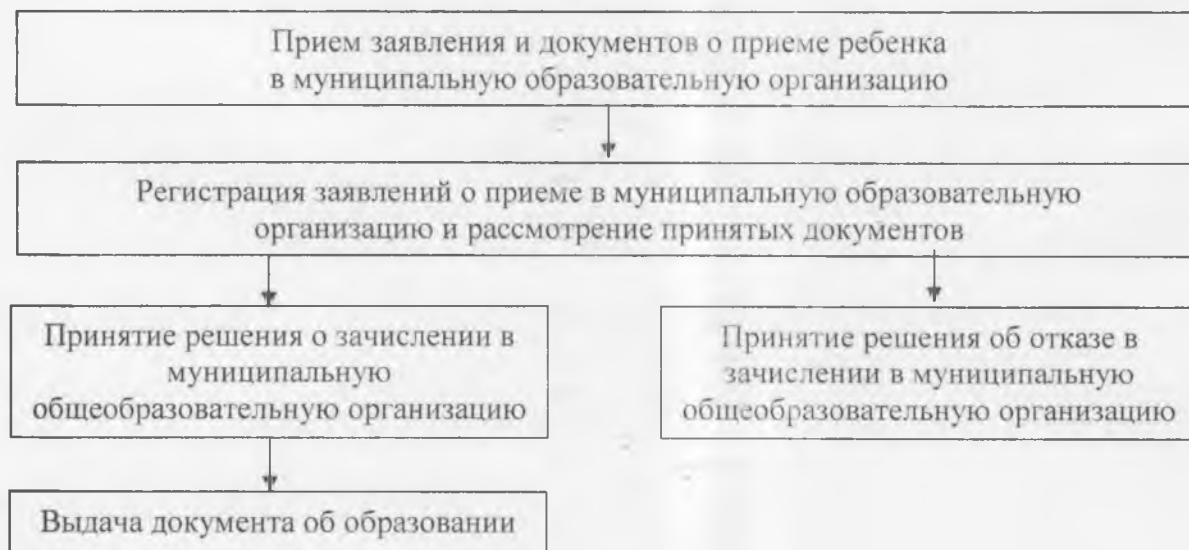 Прием заявления и документов о приеме ребенка
в муниципальную образовательную организацию
Регистрация заявлений о приеме в муниципальную образовательную
организацию и рассмотрение принятых документов
Принятие решения о зачислении в
муниципальную
общеобразовательную организацию
Принятие решения об отказе в
зачислении в муниципальную
общеобразовательную организацию
Выдача документа об образовании